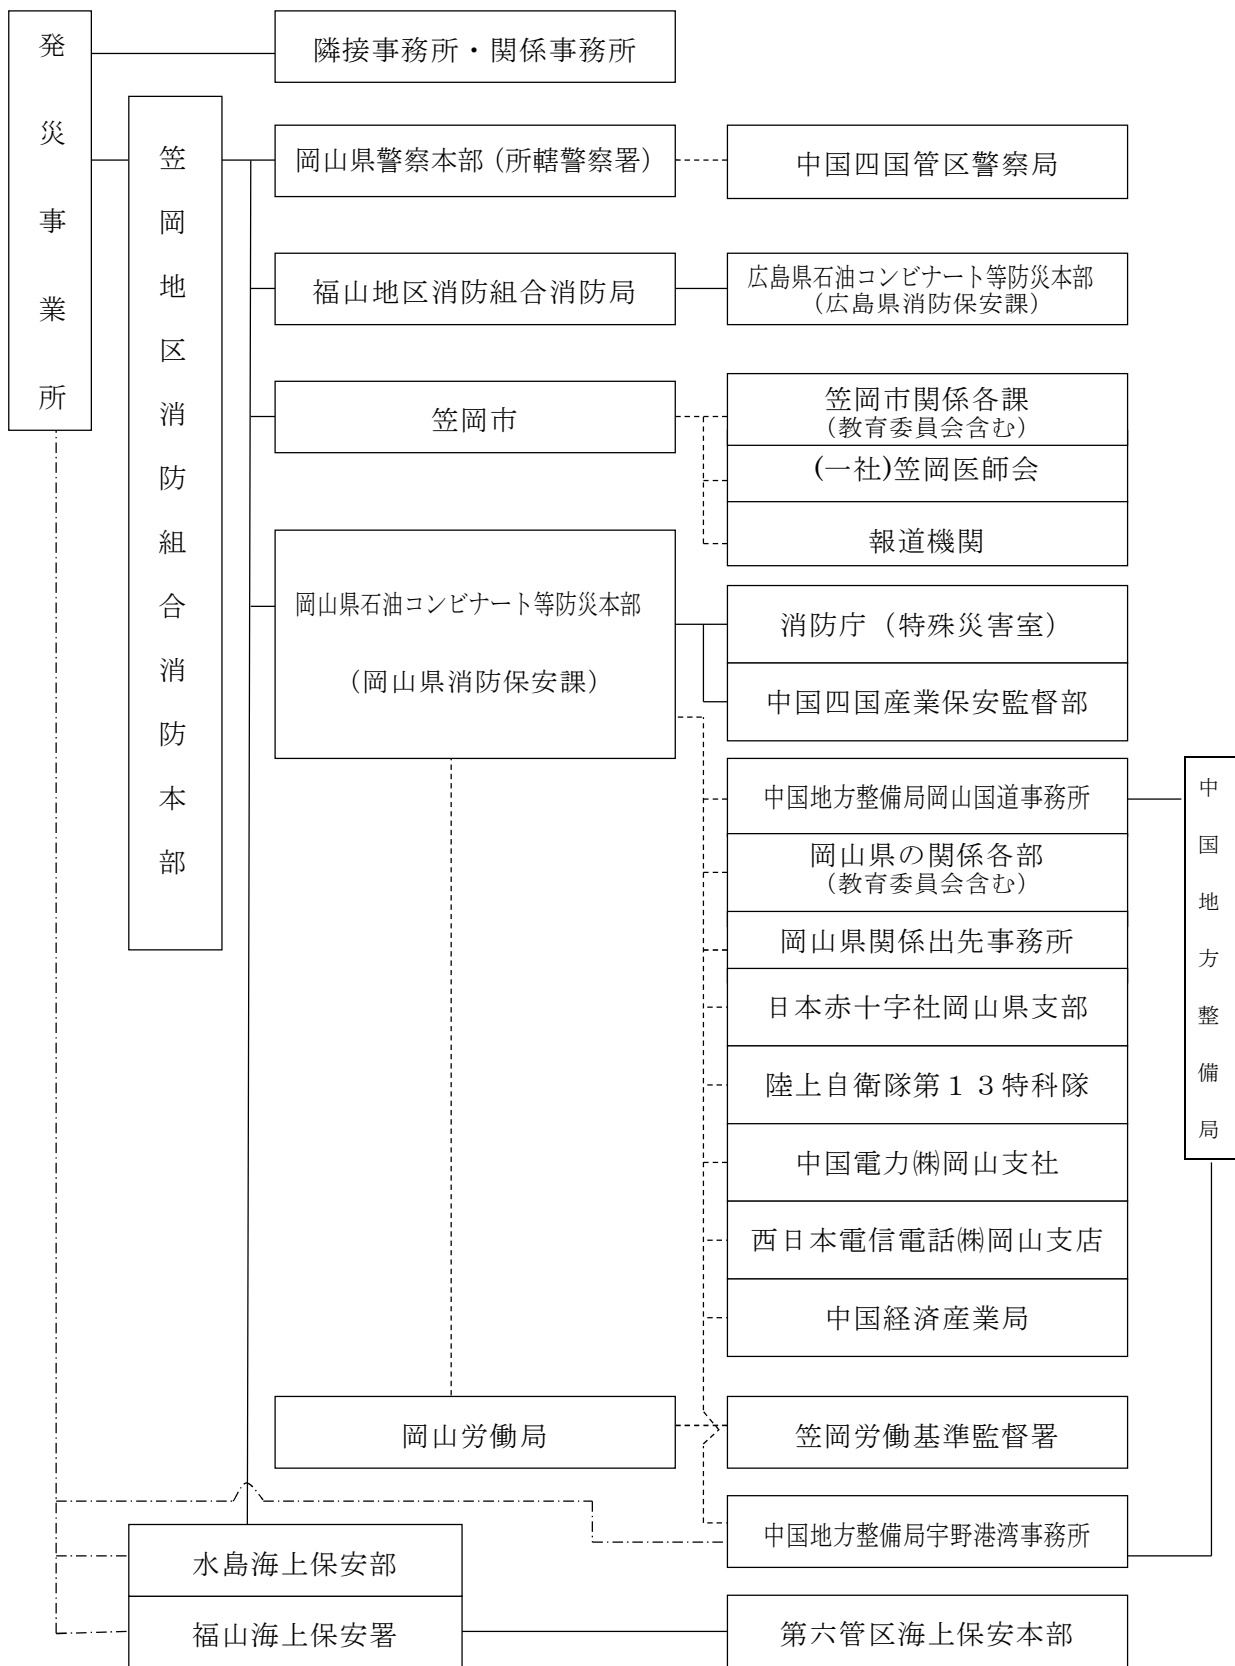 発災事業所
隣接事務所・関係事務所
笠岡地区消防組合消防本部
岡山県警察本部（所轄警察署）
中国四国管区警察局
福山地区消防組合消防局
広島県石油コンビナート等防災本部
（広島県消防保安課）
笠岡市
笠岡市関係各課
（教育委員会含む）
(一社)笠岡医師会
報道機関
岡山県石油コンビナート等防災本部
（岡山県消防保安課）
消防庁（特殊災害室）
中国四国産業保安監督部
中国地方整備局岡山国道事務所
中国地方整備局
岡山県の関係各部
（教育委員会含む）
岡山県関係出先事務所
日本赤十字社岡山県支部
陸上自衛隊第１３特科隊
中国電力㈱岡山支社
西日本電信電話㈱岡山支店
中国経済産業局
岡山労働局
笠岡労働基準監督署
中国地方整備局宇野港湾事務所
水島海上保安部
福山海上保安署
第六管区海上保安本部